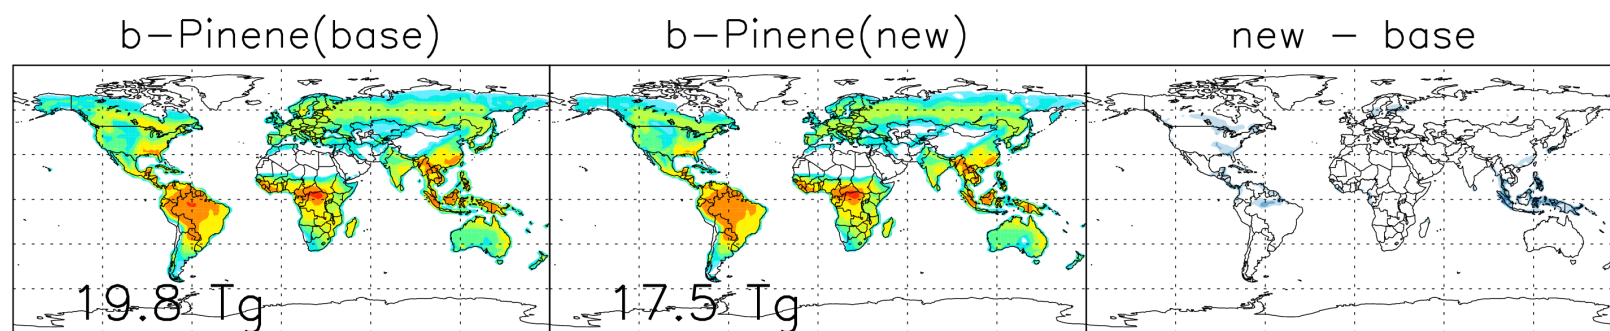 b-Pinene(base)
b-Pinene(new)
new - base
19.8 Tg
17.5 Tg